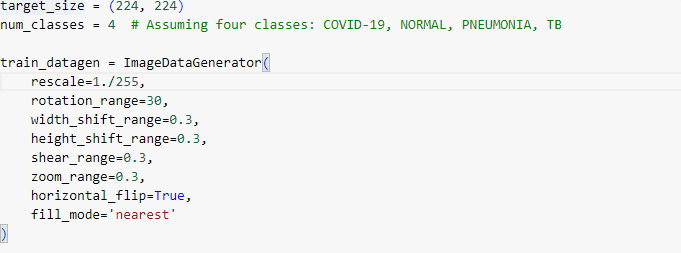 target_size = (224, 224)
num_classes = 4  # Assuming four classes: COVID-19, NORMAL, PNEUMONIA, TB
train_datagen = ImageDataGenerator(
    rescale=1./255,
    rotation_range=30,
    width_shift_range=0.3,
    height_shift_range=0.3,
    shear_range=0.3,
    zoom_range=0.3,
    horizontal_flip=True,
    fill_mode='nearest'
)